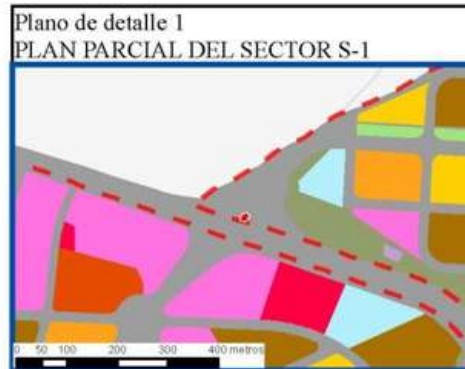 Plano de detalle 1
PLAN PARCIAL DEL SECTOR S-1
0 50 100 200 300 400 metros